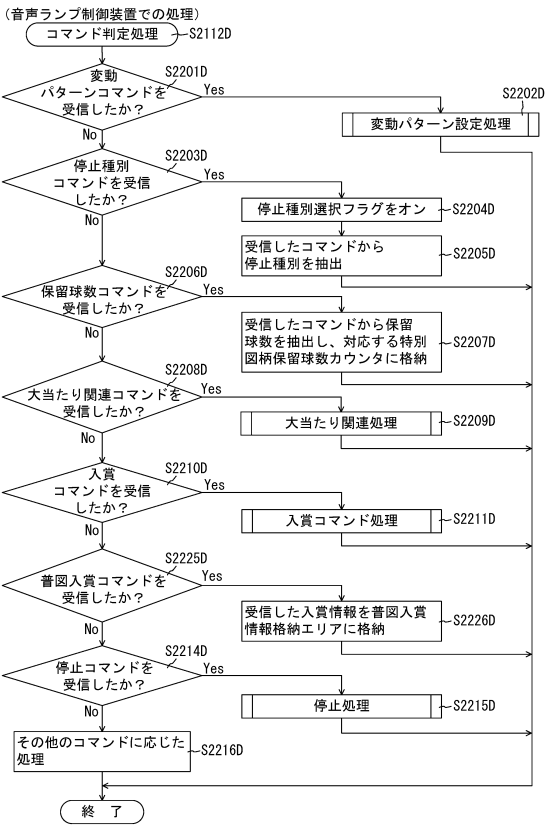 (音声ランプ制御装置での処理)
コマンド判定処理
S2112D
変動
パターンコマンドを
受信したか？
S2201D
Yes
No
変動パターン設定処理
S2202D
停止種別
コマンドを受信
したか？
S2203D
Yes
No
停止種別選択フラグをオン
S2204D
受信したコマンドから
停止種別を抽出
S2205D
保留球数コマンドを
受信したか？
S2206D
Yes
No
受信したコマンドから保留
球数を抽出し、対応する特別
図柄保留球数カウンタに格納
S2207D
大当たり関連コマンドを
受信したか？
S2208D
Yes
No
大当たり関連処理
S2209D
入賞
コマンドを受信
したか？
S2210D
Yes
No
入賞コマンド処理
S2211D
普図入賞コマンドを
受信したか？
S2225D
Yes
No
受信した入賞情報を普図入賞
情報格納エリアに格納
S2226D
停止コマンドを
受信したか？
S2214D
Yes
No
停止処理
S2215D
その他のコマンドに応じた
処理
S2216D
終 了